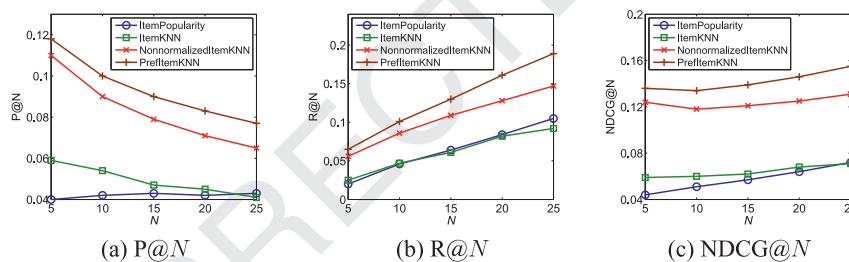 0.12
0.1
0.08
0.06
0.04
P@N
ItemPopularity
ItemKNN
NonnormalizedItemKNN
PrefItemKNN
5 10 15 20 25
N
(a) P@N
0.2
0.15
0.1
0.05
0
R@N
ItemPopularity
ItemKNN
NonnormalizedItemKNN
PrefItemKNN
5 10 15 20 25
N
(b) R@N
0.2
0.16
0.12
0.08
0.04
NDCG@N
ItemPopularity
ItemKNN
NonnormalizedItemKNN
PrefItemKNN
5 10 15 20 25
N
(c) NDCG@N